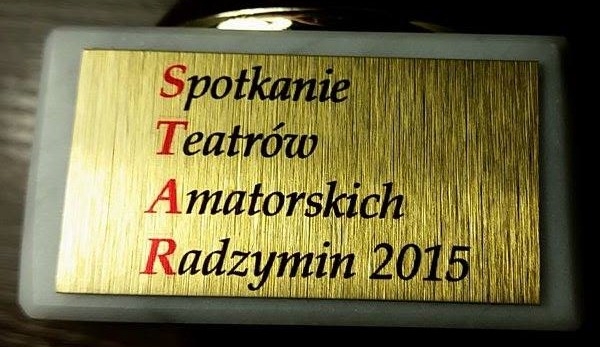 Spotkanie
Teatrów
Amatorskich
Radzymin 2015